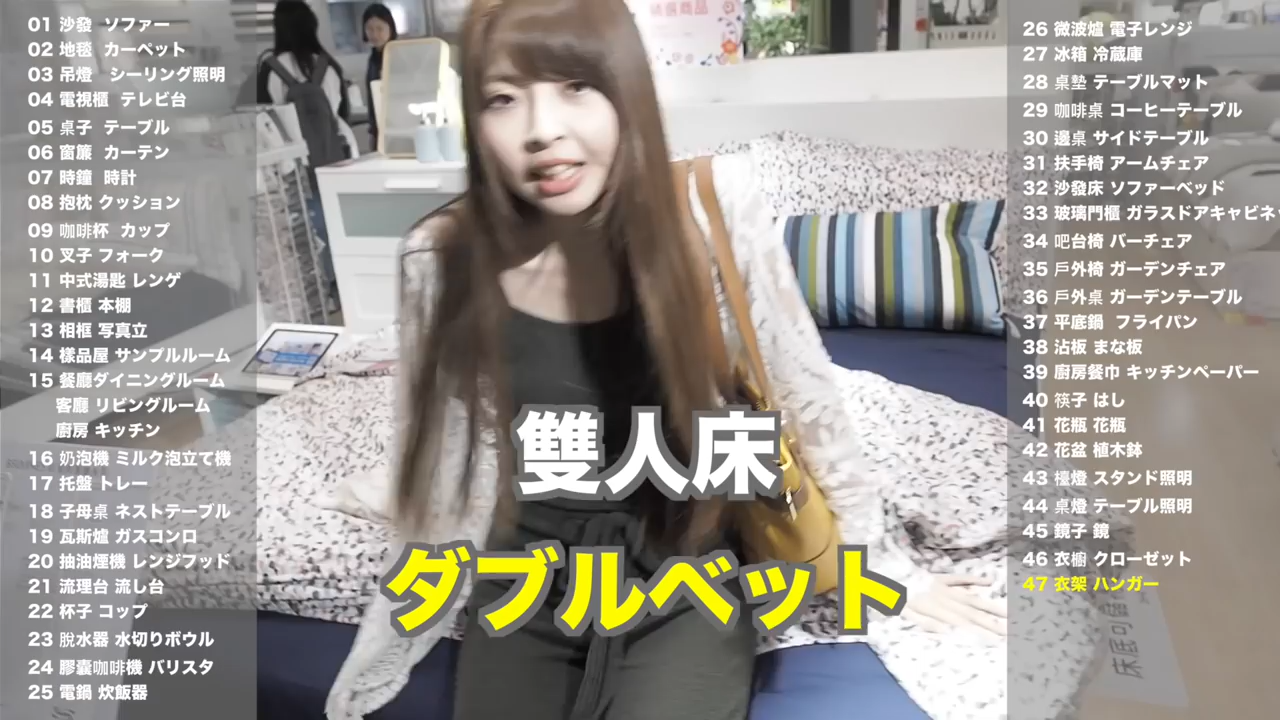 01 沙發 ソファー
02 地毯 カーペット
03 吊燈 シーリング照明
04 電視櫃 テレビ台
05 桌子 テーブル
06 窗簾 カーテン
07 時鐘 時計
08 抱枕 クッション
09 咖啡杯 カップ
10 叉子 フォーク
11 中式湯匙 レンゲ
12 書櫃 本棚
13 相框 写真立
14 樣品屋 サンプルルーム
15 餐廳ダイニングルーム
客廳 リビングルーム
廚房 キッチン
16 奶泡機 ミルク泡立て機
17 托盤 トレー
18 子母桌 ネストテーブル
19 瓦斯爐 ガスコンロ
20 抽油煙機 レンジフッド
21 流理台 流し台
22 杯子 コップ
23 脫水器 水切りボウル
24 膠囊咖啡機 バリスタ
25 電鍋 炊飯器
精選商品
雙人床
ダブルベット
26 微波爐 電子レンジ
27 冰箱 冷蔵庫
28 桌墊 テーブルマット
29 咖啡桌 コーヒーテーブル
30 邊桌 サイドテーブル
31 扶手椅 アームチェア
32 沙發床 ソファーベッド
33 玻璃門櫃 ガラスドアキャビネ
34 吧台椅 バーチェア
35 戶外椅 ガーデンチェア
36 戶外桌 ガーデンテーブル
37 平底鍋 フライパン
38 沾板 まな板
39 廚房餐巾 キッチンペーパー
40 筷子 はし
41 花瓶 花瓶
42 花盆 植木鉢
43 檯燈 スタンド照明
44 桌燈 テーブル照明
45 鏡子 鏡
46 衣櫥 クローゼット
47 衣架 ハンガー